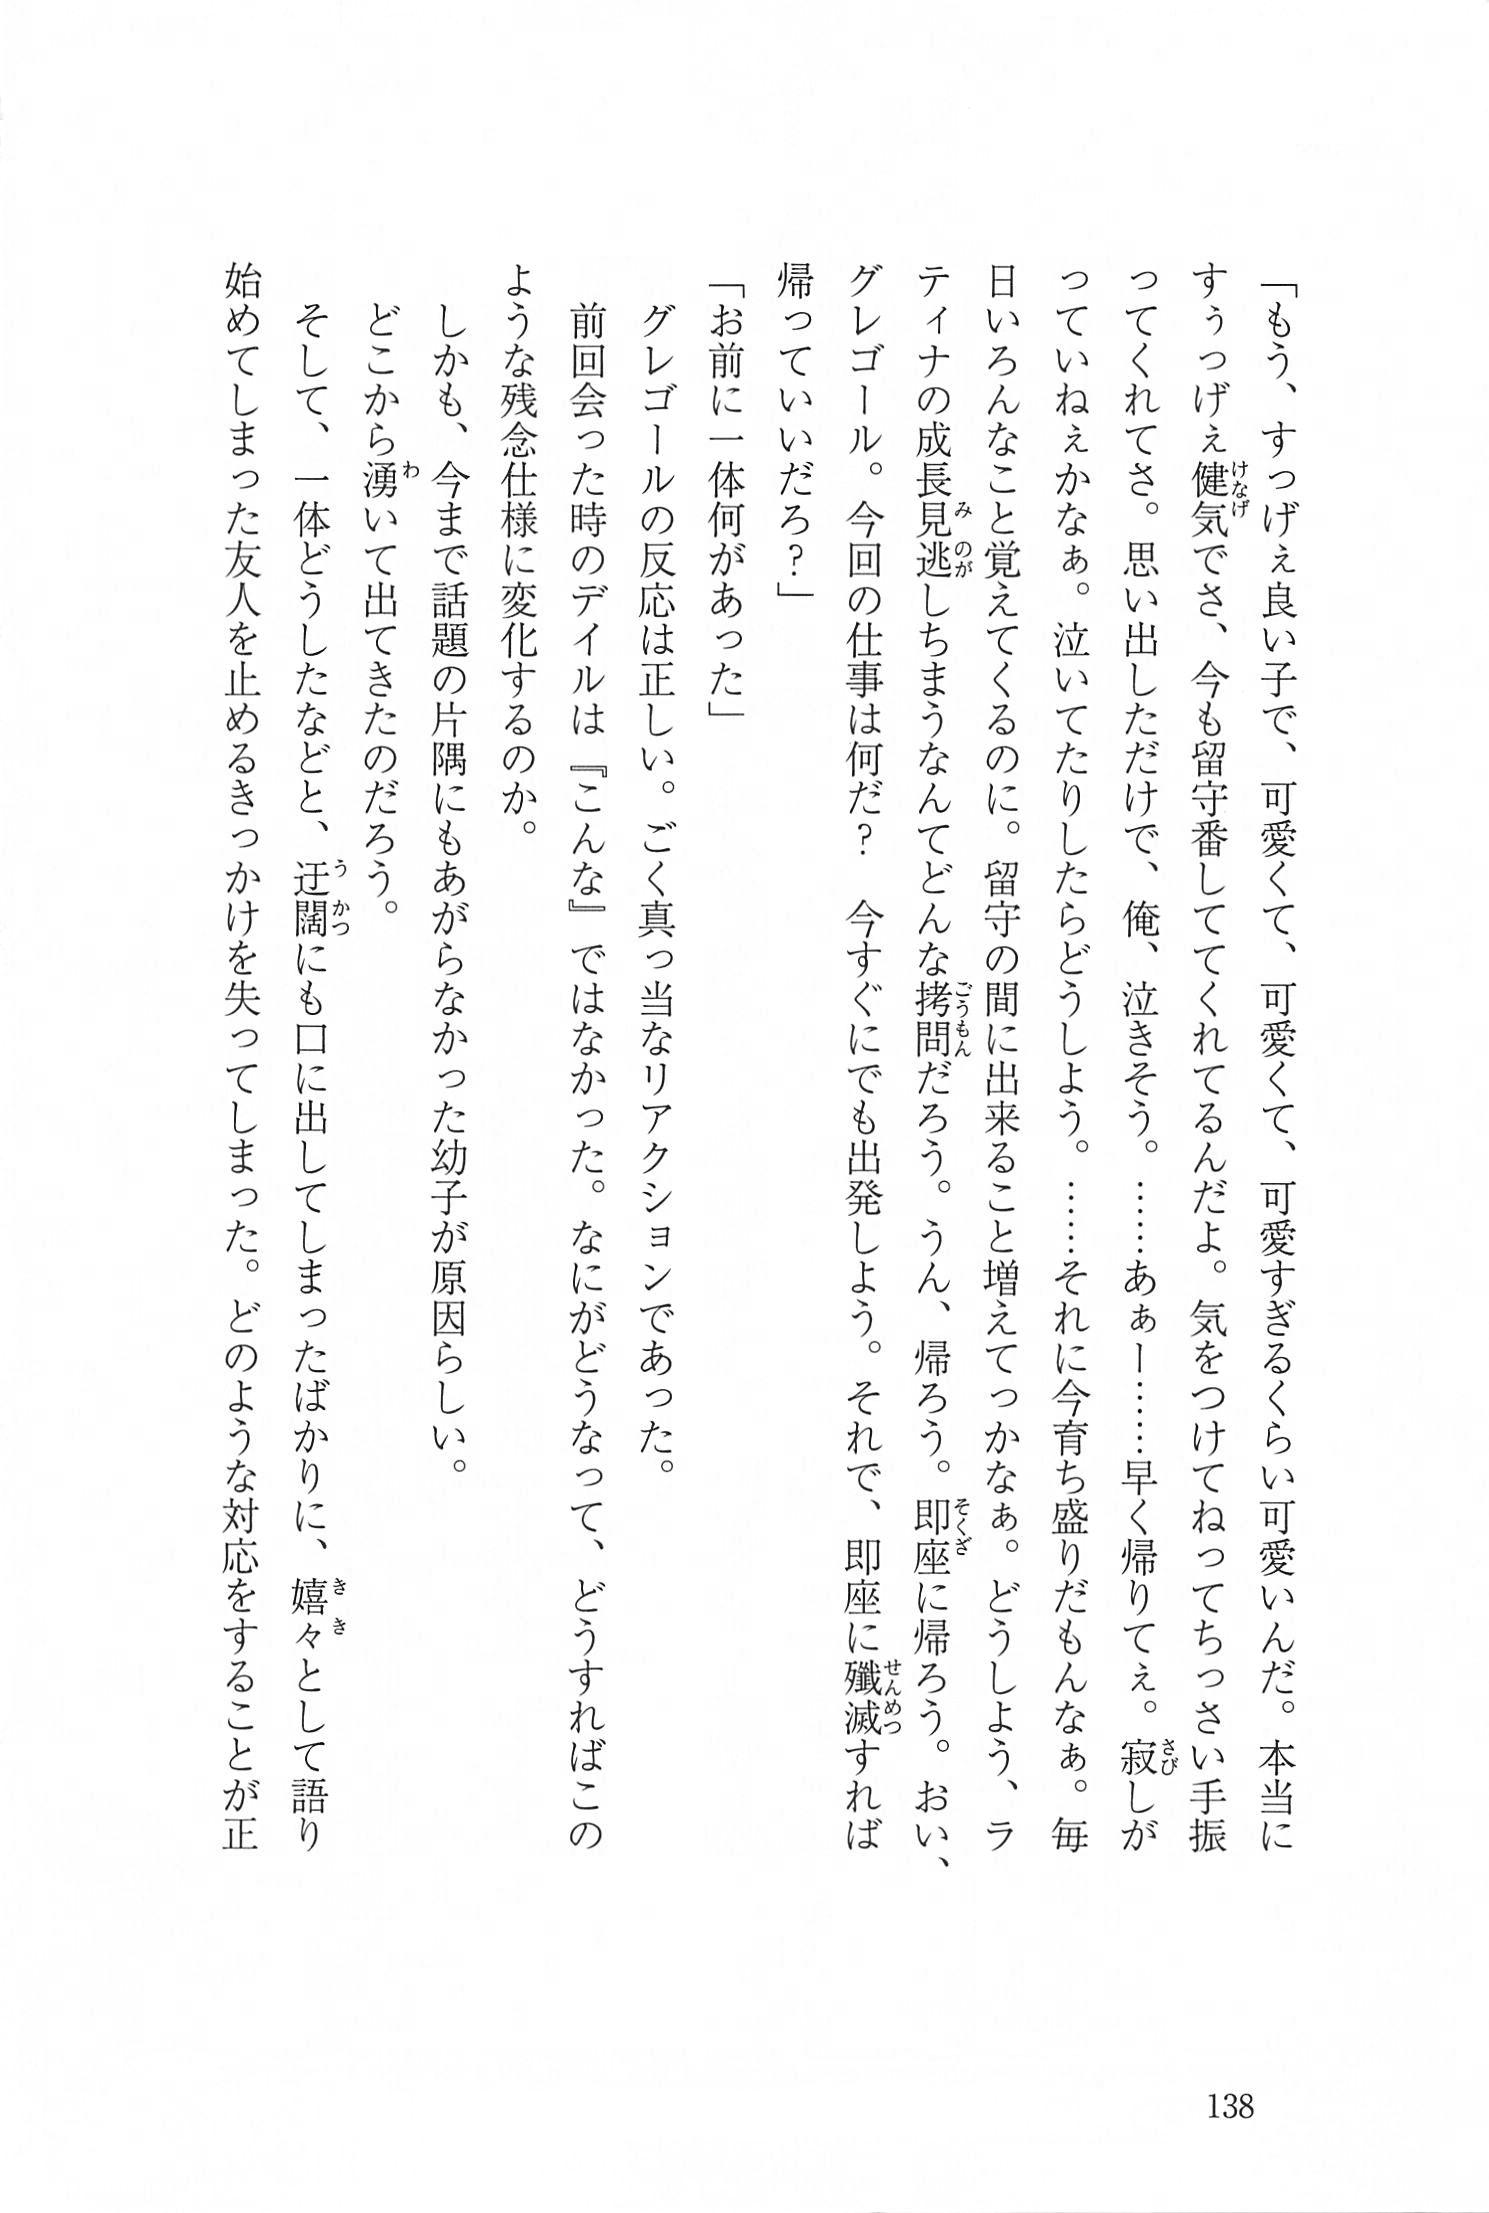 「もう、すっげぇ良い子で、可愛くて、可愛くて、可愛すぎるくらい可愛いんだ。本当に
すぅっげぇ健気でさ、今も留守番しててくれてるんだよ。気をつけてねってちっさい手振
ってくれてさ。思い出しただけで、俺、泣きそう。……あぁー……早く帰りてぇ。寂しが
っていねぇかなぁ。泣いてたりしたらどうしよう。……それに今育ち盛りだもんなぁ。毎
日いろんなこと覚えてくるのに。留守の間に出来ること増えてっかなぁ。どうしよう、ラ
ティナの成長見逃しちまうなんてどんな拷問だろう。うん、帰ろう。即座に帰ろう。おい、
グレゴール。今回の仕事は何だ？　今すぐにでも出発しよう。それで、即座に殲滅すれば
帰っていいだろ？」
「お前に一体何があった」
　グレゴールの反応は正しい。ごく真っ当なリアクションであった。
　前回会った時のデイルは『こんな』ではなかった。なにがどうなって、どうすればこの
ような残念仕様に変化するのか。
　しかも、今まで話題の片隅にもあがらなかった幼子が原因らしい。
　どこから湧いて出てきたのだろう。
　そして、一体どうしたなどと、迂闊にも口に出してしまったばかりに、嬉々として語り
始めてしまった友人を止めるきっかけを失ってしまった。どのような対応をすることが正
138